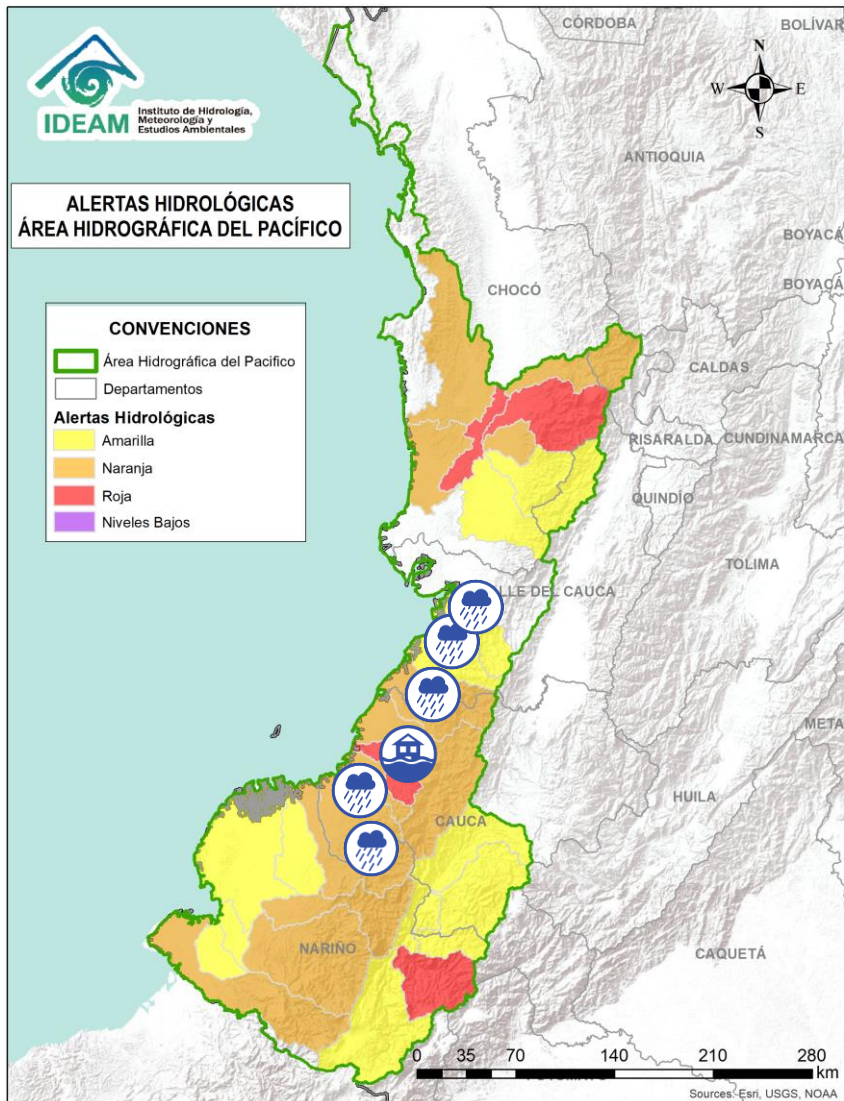 CÓRDOBA
BOLÍVAR
IDEAM
Instituto de Hidrología,
Meteorología y
Estudios Ambientales
N
W
E
S
ANTIOQUIA
ALERTAS HIDROLÓGICAS
ÁREA HIDROGRÁFICA DEL PACÍFICO
BOYACÁ
BOYACÁ
CHOCÓ
CONVENCIONES
Área Hidrográfica del Pacifico
Departamentos
Alertas Hidrológicas
Amarilla
Naranja
Roja
Niveles Bajos
CALDAS
RISARALDA
CUNDINAMARCA
QUINDÍO
TOLIMA
LLE DEL CAUCA
META
HUILA
CAUCA
NARIÑO
CAQUETÁ
0 35 70 140 210 280
km
Sources: Esri, USGS, NOAA